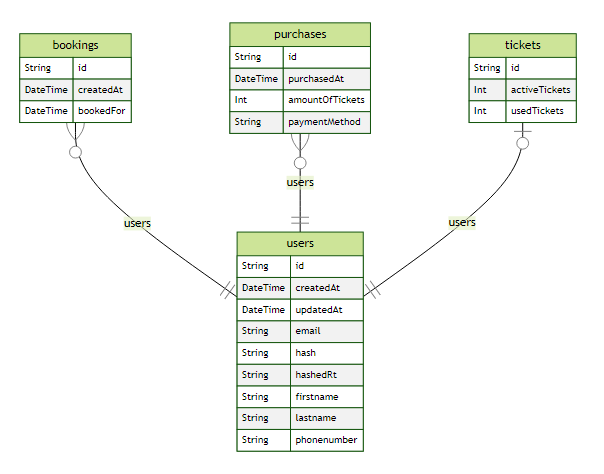 bookings
String id
DateTime createdAt
DateTime bookedFor
purchases
String id
DateTime purchasedAt
Int amountOfTickets
String paymentMethod
tickets
String id
Int activeTickets
Int usedTickets
users
users
users
users
String id
DateTime createdAt
DateTime updatedAt
String email
String hash
String hashedRt
String firstname
String lastname
String phonenumber